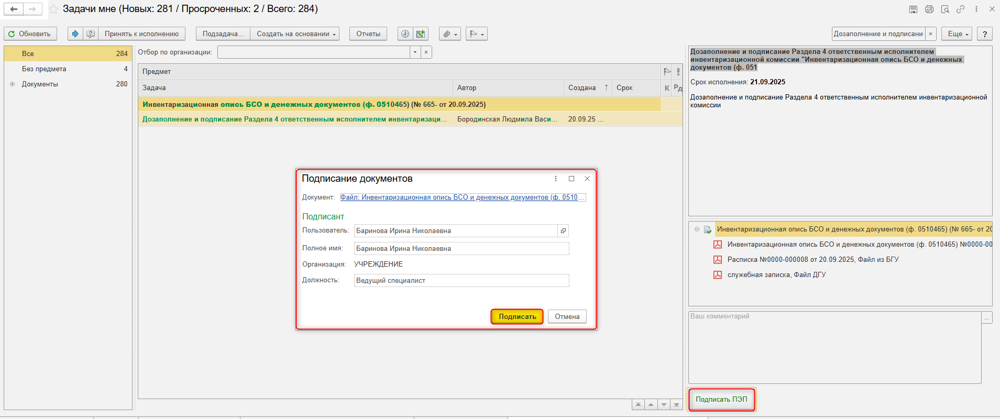 Задачи мне (Новых: 281 / Просроченных: 2 / Всего: 284)
Обновить
Принять к исполнению
Подзадача...
Создать на основании
Отчеты
Дозаполнение и подписани
×
Еще
?
Все 284
Без предмета 4
Документы 280
Отбор по организации:
Предмет
Задача Автор Создана ↑ Срок К РД
Инвентаризационная опись БСО и денежных документов (ф. 0510465) (№ 665- от 20.09.2025)
Дозаполнение и подписание Раздела 4 ответственным исполнителем инвентаризаци... Бородинская Людмила Васи... 20.09.25 ...
Подписание документов
Документ: Файл: Инвентаризационная опись БСО и денежных документов (ф. 0510...
Подписант
Пользователь: Баринова Ирина Николаевна
Полное имя: Баринова Ирина Николаевна
Организация: УЧРЕЖДЕНИЕ
Должность: Ведущий специалист
Подписать Отмена
Дозаполнение и подписание Раздела 4 ответственным исполнителем
инвентаризационной комиссии "Инвентаризационная опись БСО и денежных
документов (ф. 051
Срок исполнения: 21.09.2025
Дозаполнение и подписание Раздела 4 ответственным исполнителем инвентаризационной
комиссии
Инвентаризационная опись БСО и денежных документов (ф. 0510465) (№ 665- от 20
Инвентаризационная опись БСО и денежных документов (ф. 0510465) №0000-00
Расписка №0000-000008 от 20.09.2025, Файл из БГУ
служебная записка, Файл ДГУ
Ваш комментарий
...
Подписать ПЭП